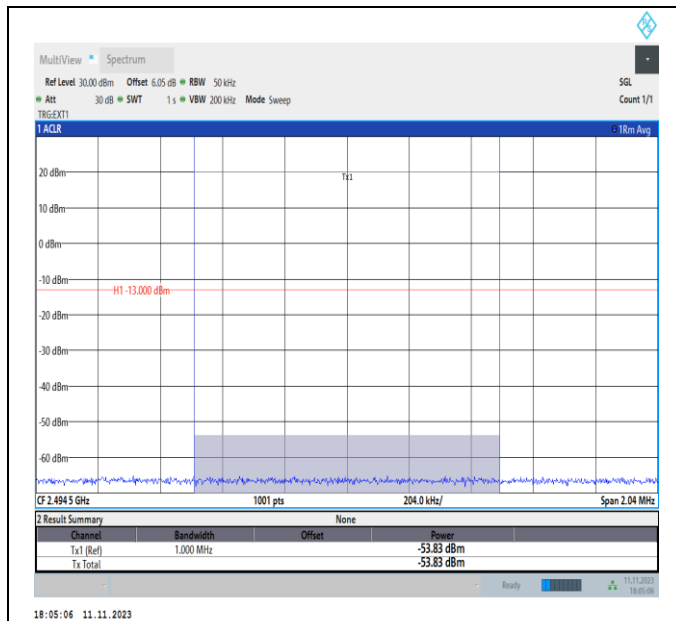 MultiView Spectrum
Ref Level 30.00 dBm Offset 6.05 dB RBW 50 kHz SGL
Att 30 dB SWT 1 s VBW 200 kHz Mode Sweep Count 1/1
TRG:EXT1
1 ACLR 1Rm Avg
20 dBm
Tx1
10 dBm
0 dBm
-10 dBm
H1 -13.000 dBm
-20 dBm
-30 dBm
-40 dBm
-50 dBm
-60 dBm
CF 2.494 5 GHz 1001 pts 204.0 kHz/ Span 2.04 MHz
2 Result Summary None
Channel Bandwidth Offset Power
Tx1 (Ref) 1.000 MHz -53.83 dBm
Tx Total -53.83 dBm
Ready 11.11.2023
18:05:06
18:05:06 11.11.2023